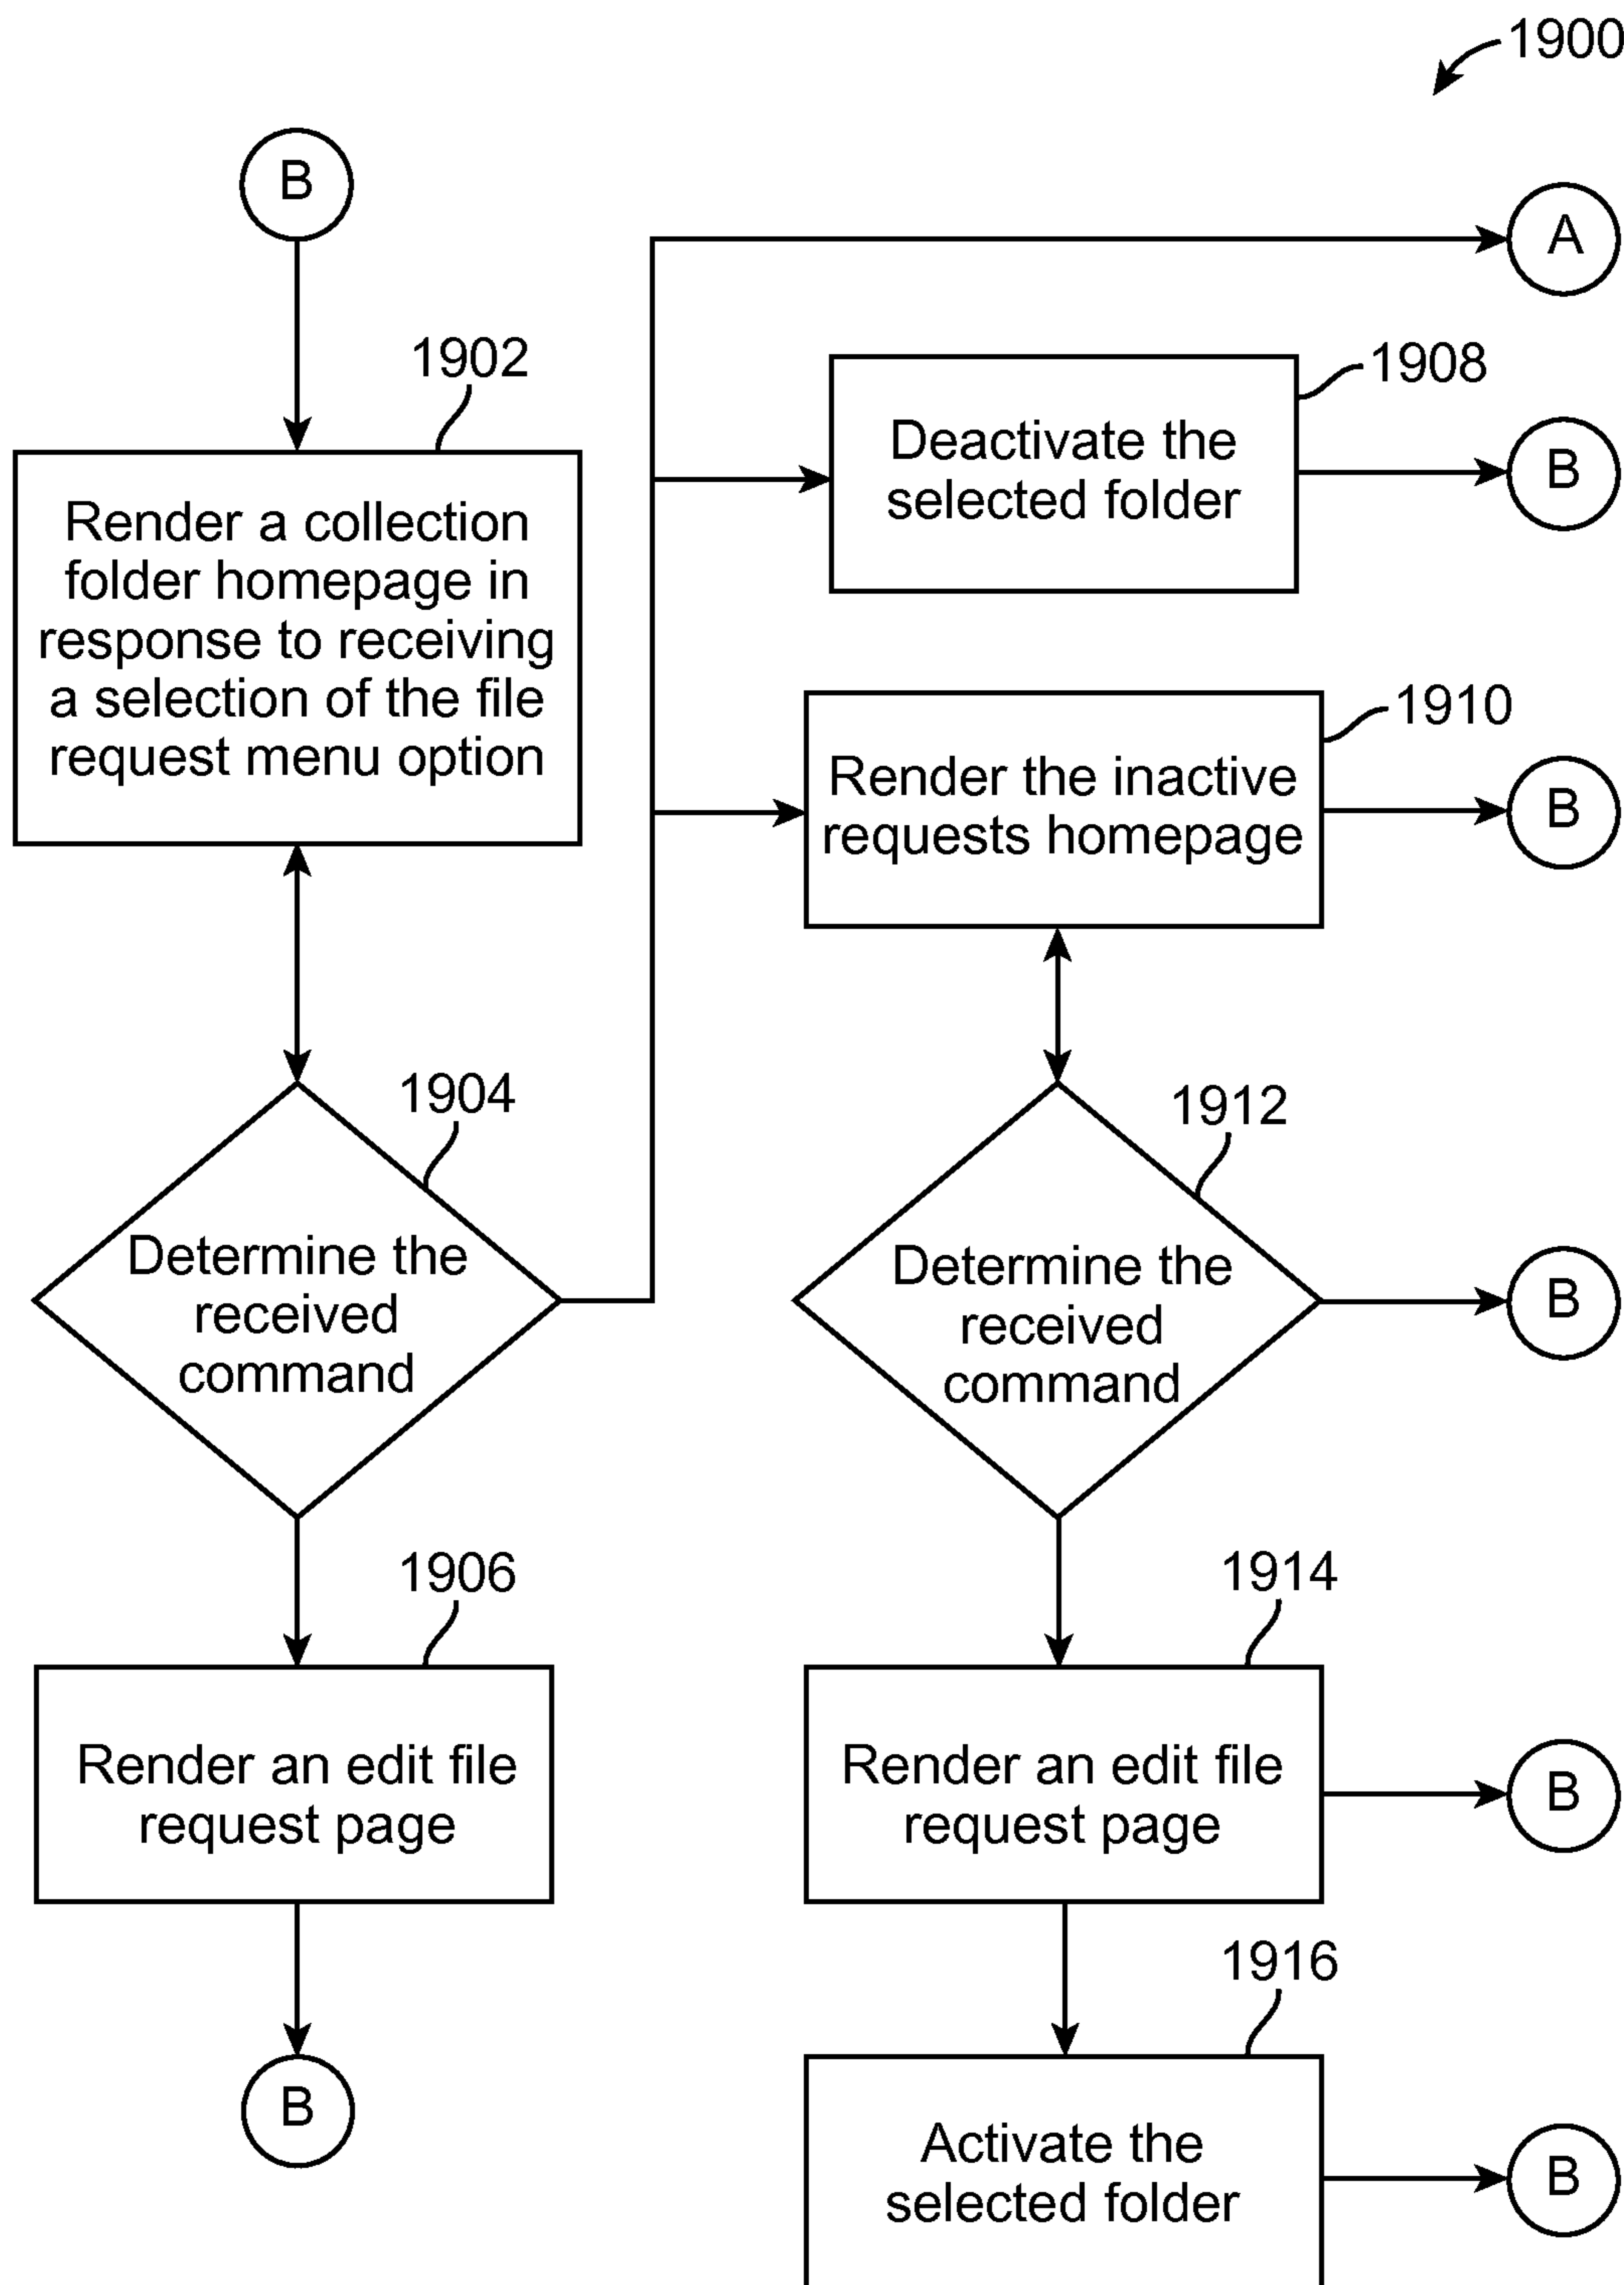 1900
B
A
1902
1908
Render a collection
folder homepage in
response to receiving
a selection of the file
request menu option
Deactivate the
selected folder
B
1910
Render the inactive
requests homepage
B
1904
Determine the
received
command
1912
Determine the
received
command
B
1906
Render an edit file
request page
B
1914
Render an edit file
request page
B
1916
Activate the
selected folder
B